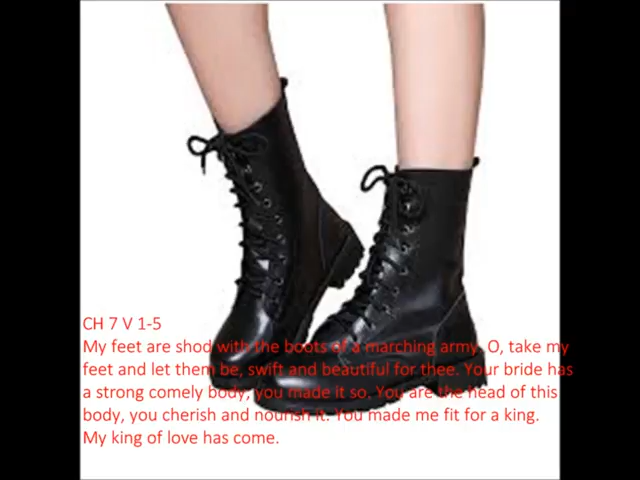 CH 7 V 1-5
My feet are shod with the boots of a marching army. O, take my
feet and let them be, swift and beautiful for thee. Your bride has
a strong comely body, you made it so. You are the head of this
body, you cherish and nourish it. You made me fit for a king.
My king of love has come.